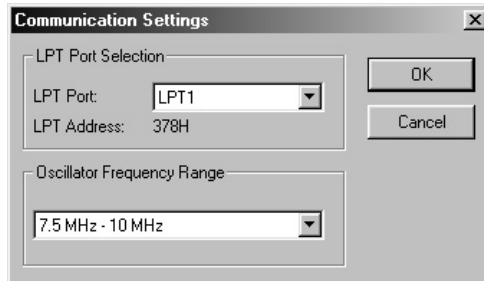 Communication Settings
LPT Port Selection
LPT Port: LPT1
LPT Address: 378H
OK
Cancel
Oscillator Frequency Range
7.5 MHz - 10 MHz